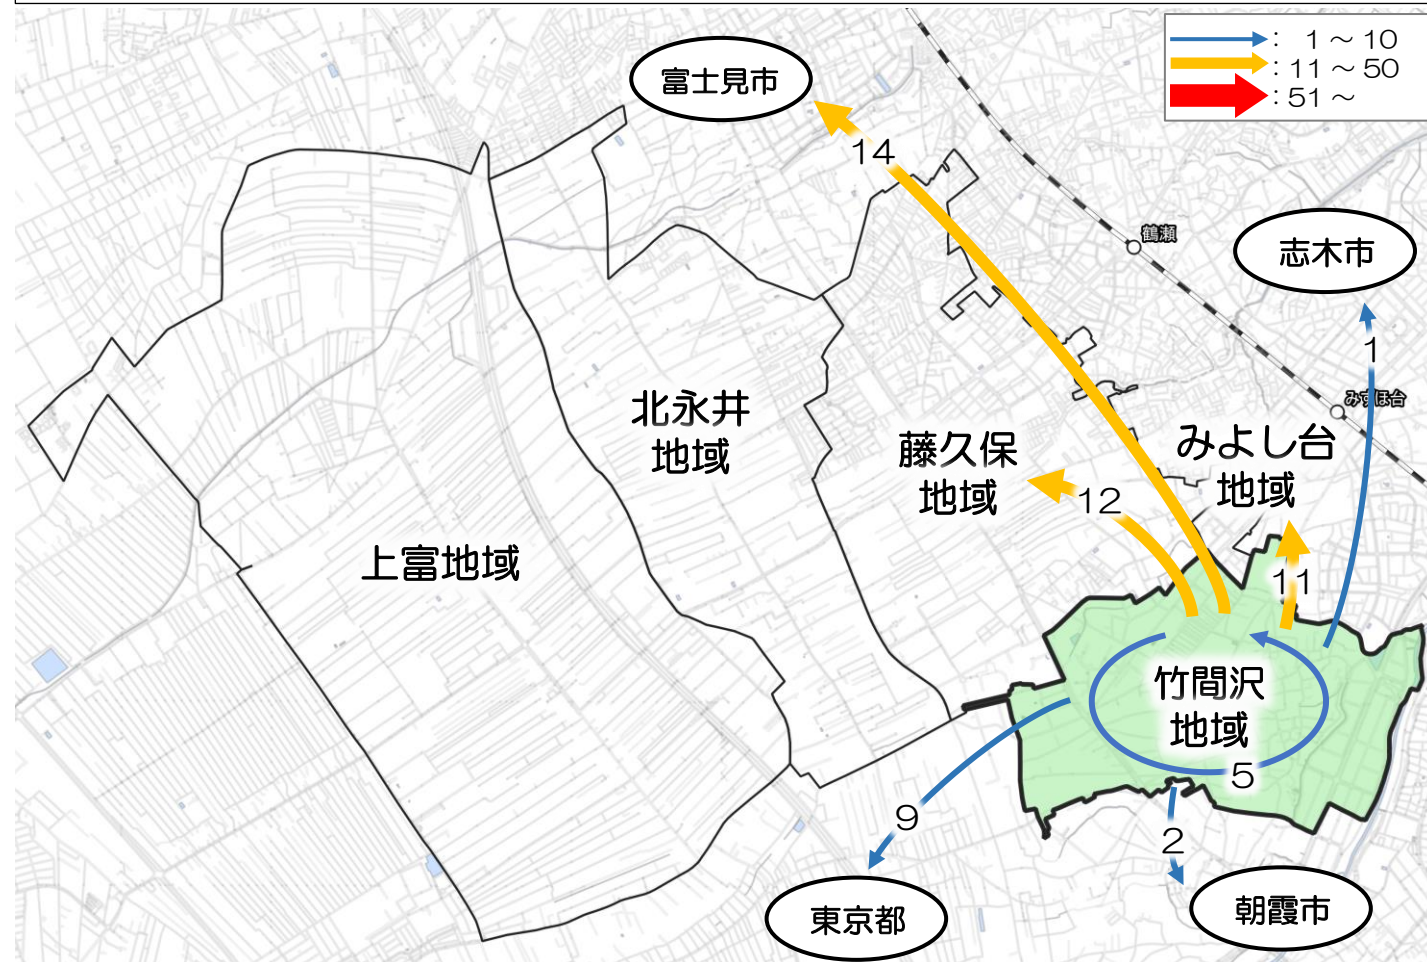 ： 1～10
：11～50
：51～
富士見市
14
鶴瀬
志木市
1
みずほ台
北永井
地域
藤久保
地域
みよし台
地域
12
上富地域
11
竹間沢
地域
5
9
2
東京都
朝霞市